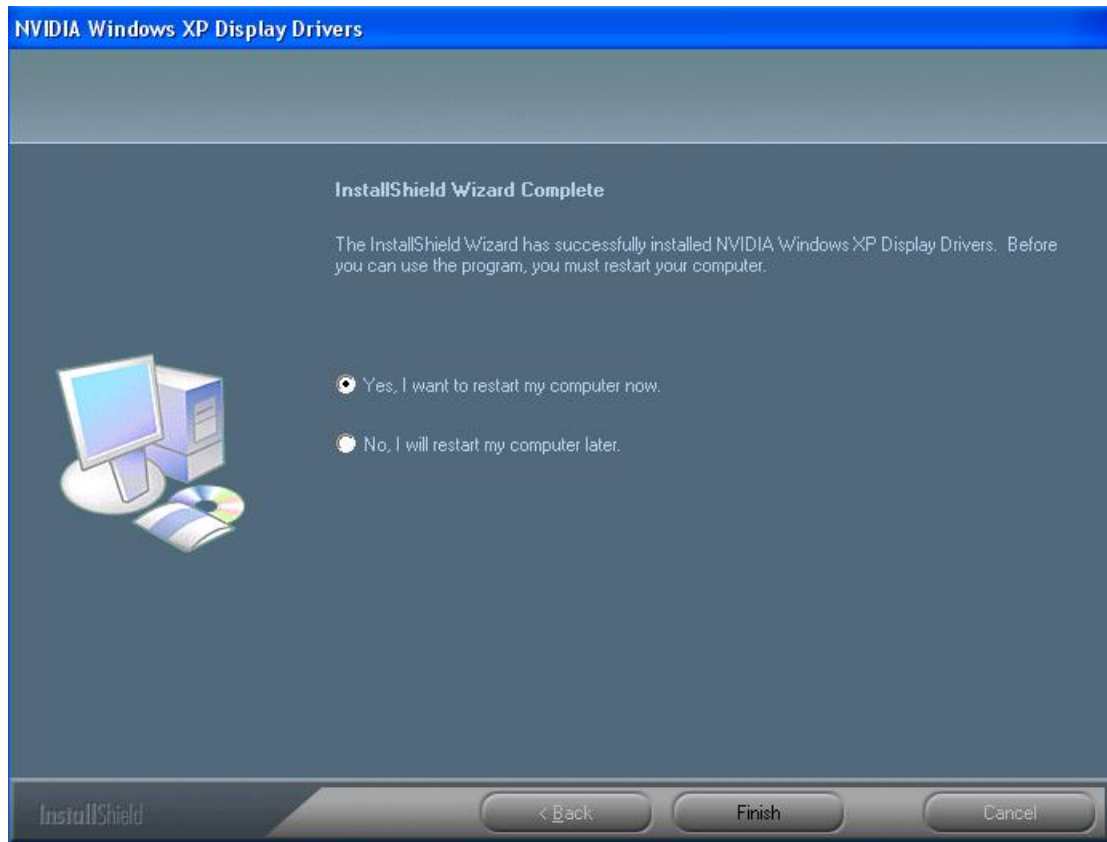 NVIDIA Windows XP Display Drivers
InstallShield Wizard Complete
The InstallShield Wizard has successfully installed NVIDIA Windows XP Display Drivers.  Before
you can use the program, you must restart your computer.
Yes, I want to restart my computer now.
No, I will restart my computer later.
InstallShield
< Back
Finish
Cancel